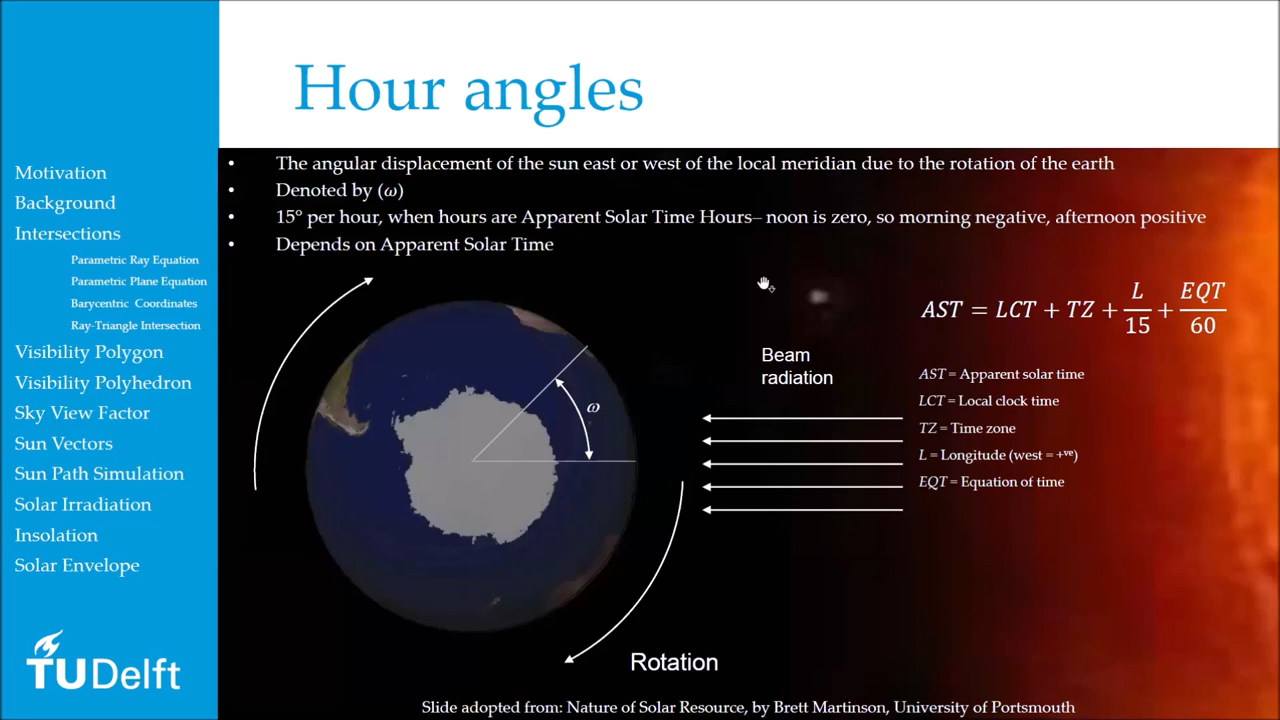 Hour angles
Motivation
Background
Intersections
Parametric Ray Equation
Parametric Plane Equation
Barycentric Coordinates
Ray-Triangle Intersection
Visibility Polygon
Visibility Polyhedron
Sky View Factor
Sun Vectors
Sun Path Simulation
Solar Irradiation
Insolation
Solar Envelope
TUDelft
• The angular displacement of the sun east or west of the local meridian due to the rotation of the earth
• Denoted by (ω)
• 15° per hour, when hours are Apparent Solar Time Hours– noon is zero, so morning negative, afternoon positive
• Depends on Apparent Solar Time
ω
Beam
radiation
Rotation
AST = LCT + TZ + L/15 + EQT/60
AST = Apparent solar time
LCT = Local clock time
TZ = Time zone
L = Longitude (west = +ve)
EQT = Equation of time
Slide adopted from: Nature of Solar Resource, by Brett Martinson, University of Portsmouth